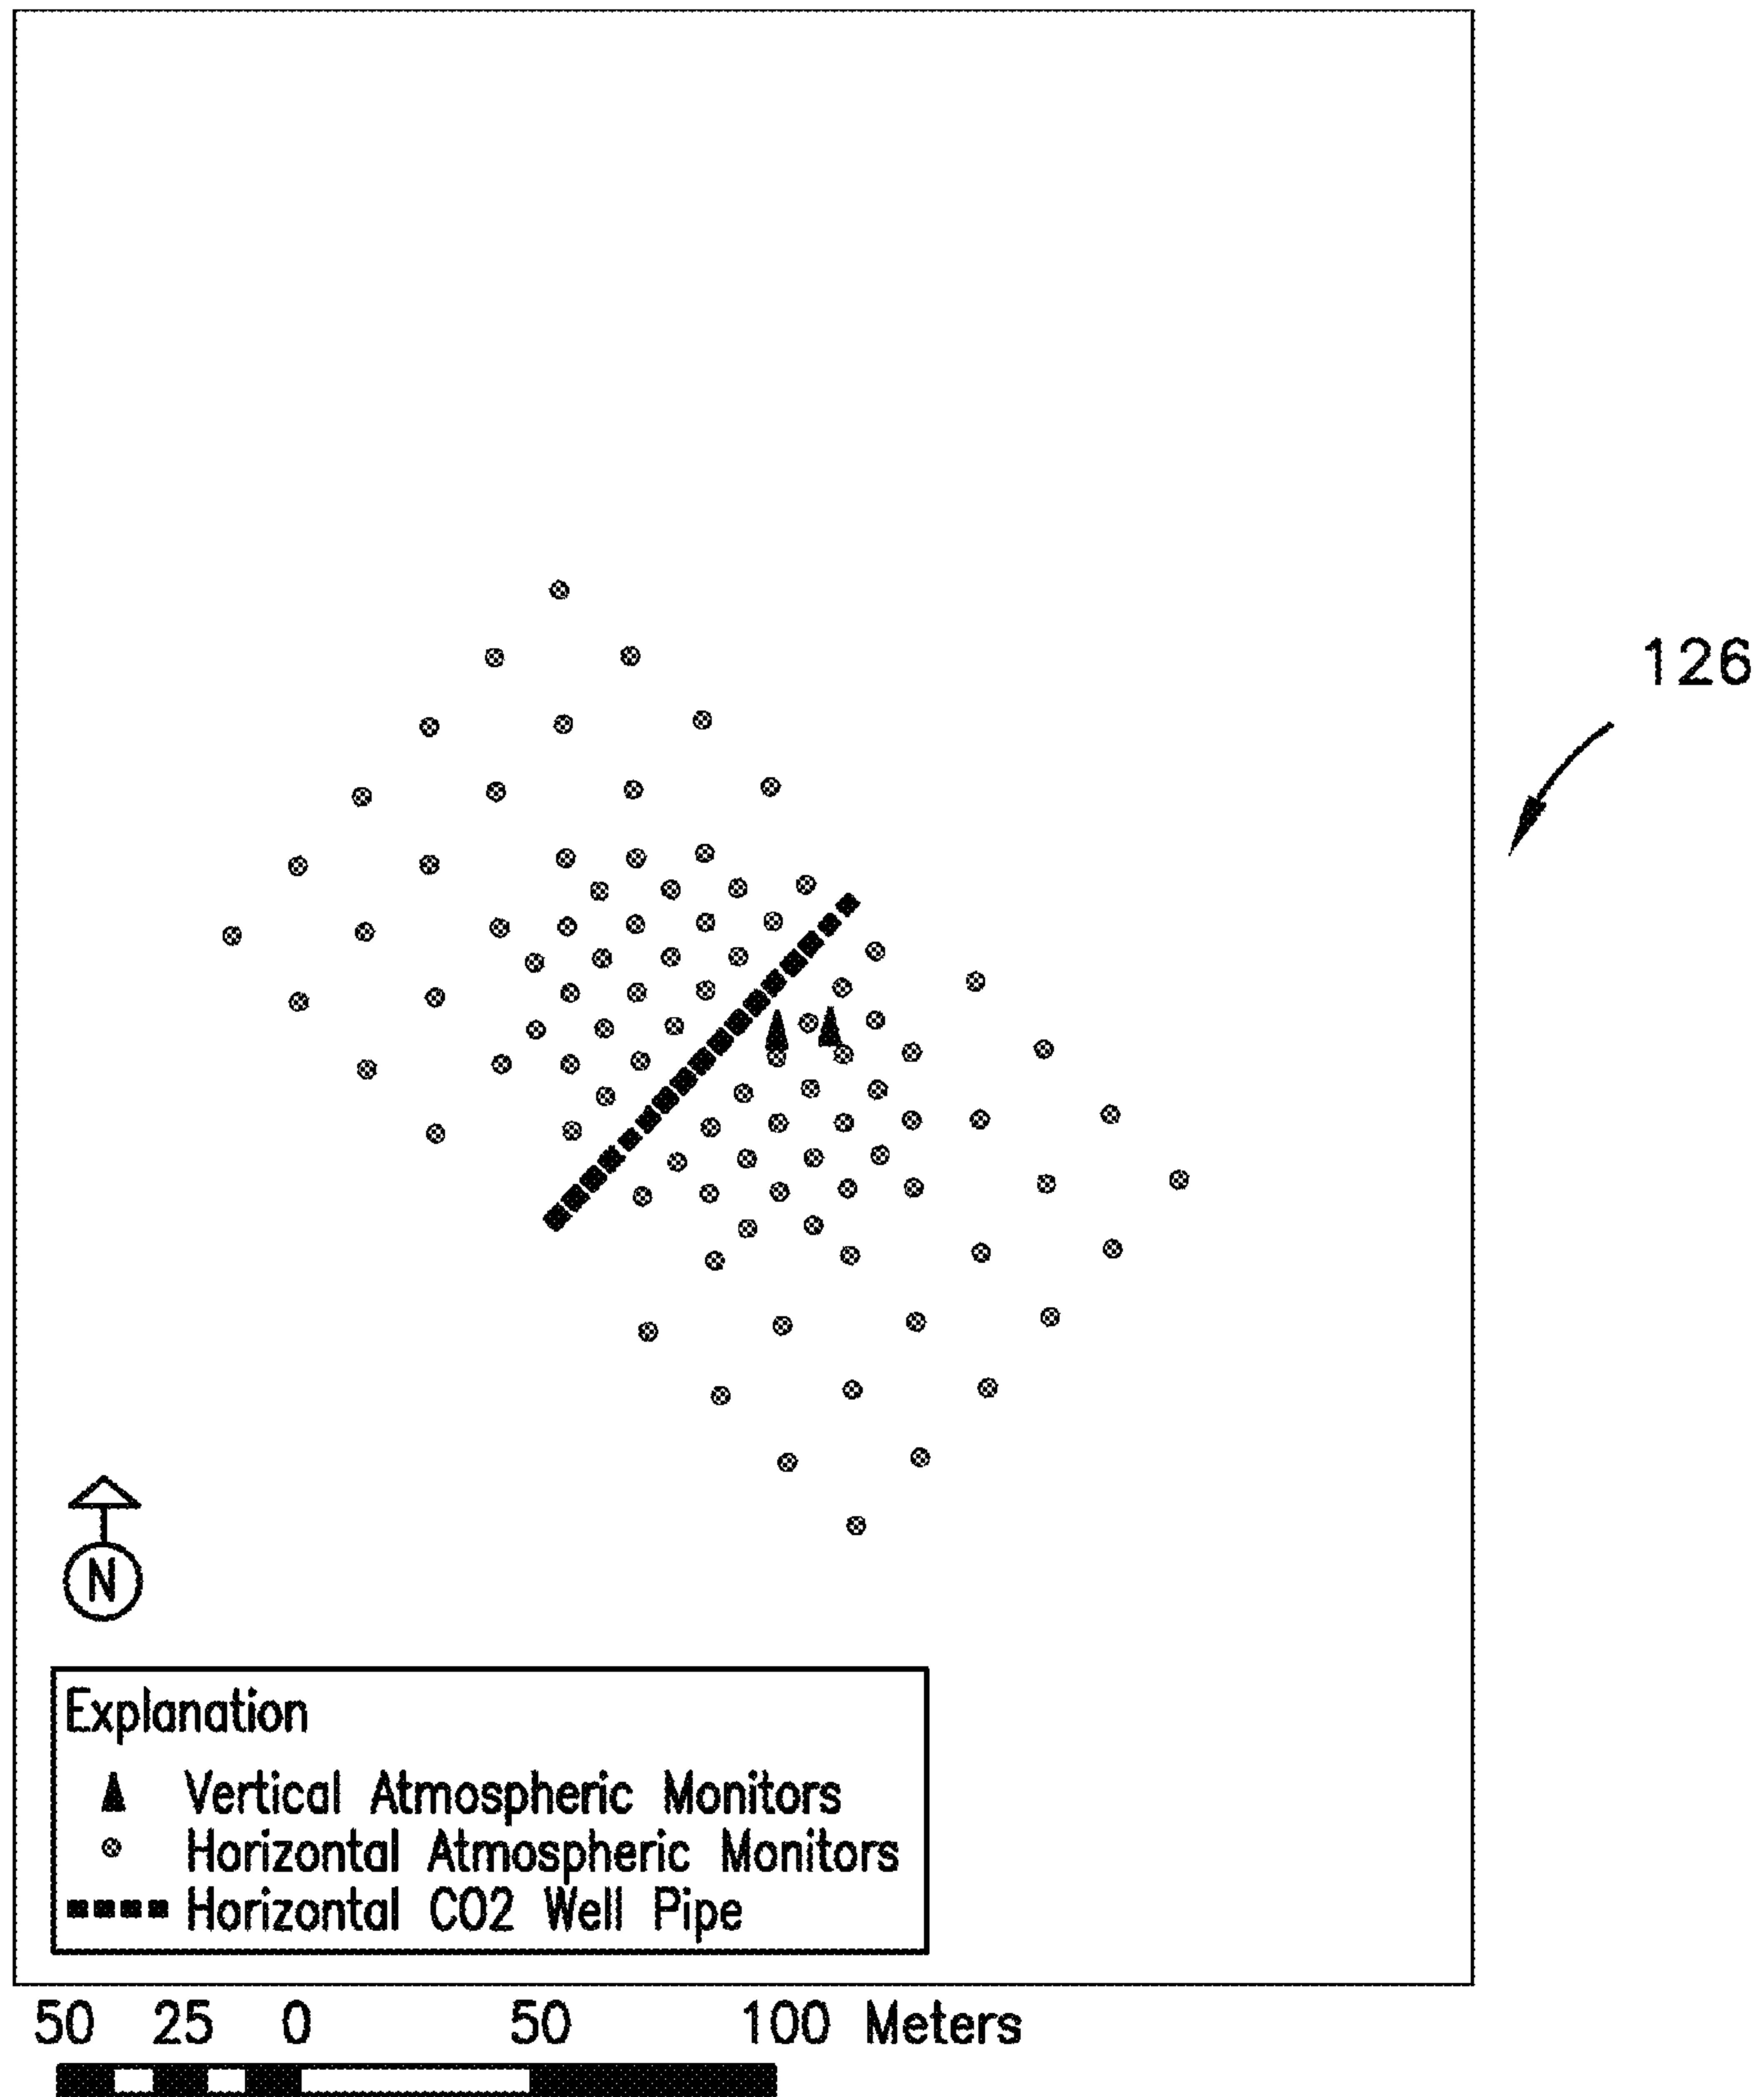 126
N
Explanation
Vertical Atmospheric Monitors
Horizontal Atmospheric Monitors
Horizontal CO2 Well Pipe
50 25 0 50 100 Meters